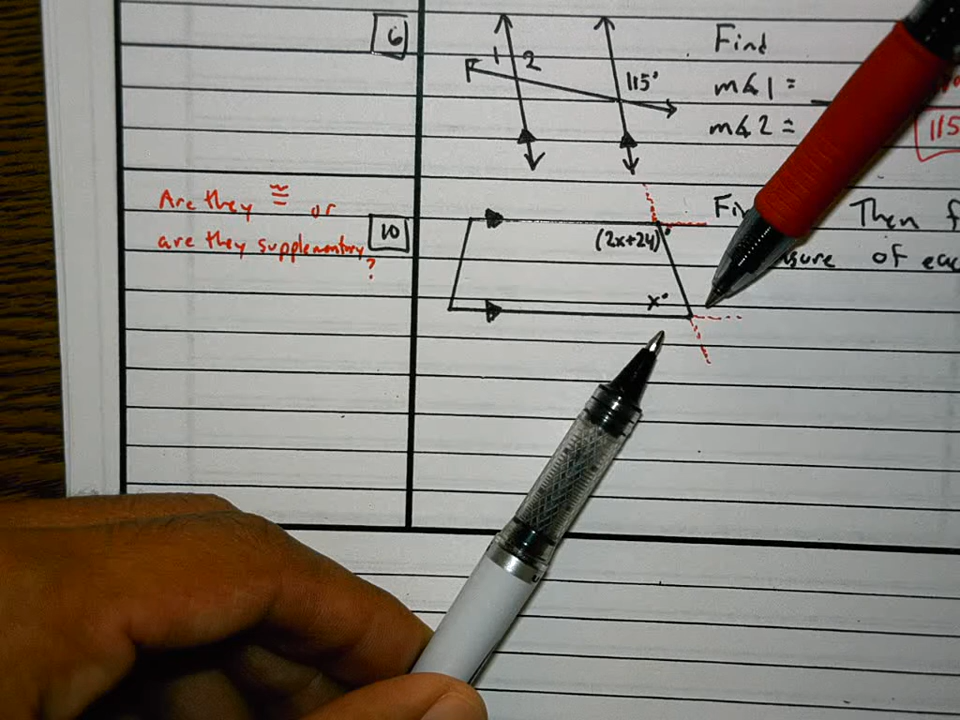 6
1
2
115°
Find
m∡1 =
m∡2 =
115
Are they ≅ or
are they supplementary
?
10
(2x+24)°
x°
Then
of